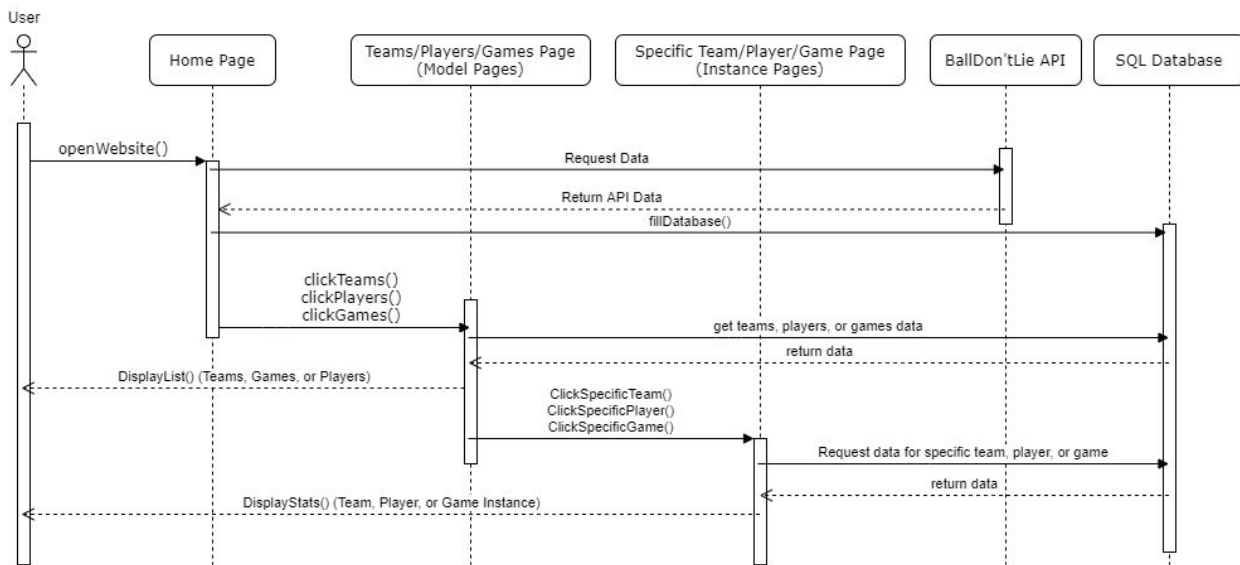 User
Home Page
Teams/Players/Games Page
(Model Pages)
Specific Team/Player/Game Page
(Instance Pages)
BallDon'tLie API
SQL Database
openWebsite()
Request Data
Return API Data
fillDatabase()
clickTeams()
clickPlayers()
clickGames()
get teams, players, or games data
return data
DisplayList() (Teams, Games, or Players)
ClickSpecificTeam()
ClickSpecificPlayer()
ClickSpecificGame()
Request data for specific team, player, or game
return data
DisplayStats() (Team, Player, or Game Instance)